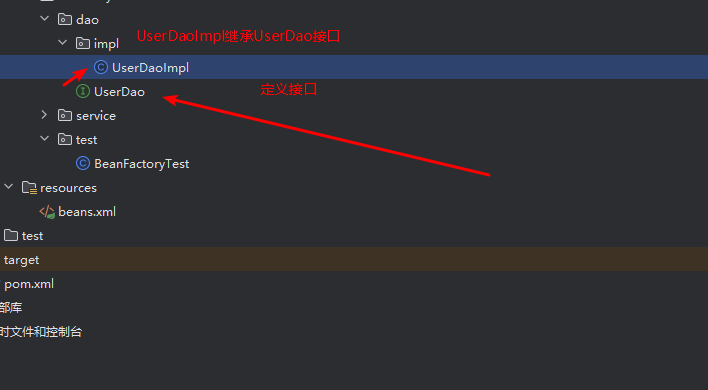 dao
UserDaoImpl继承UserDao接口
impl
UserDaoImpl
UserDao
定义接口
service
test
BeanFactoryTest
resources
beans.xml
test
target
pom.xml
部库
时文件和控制台